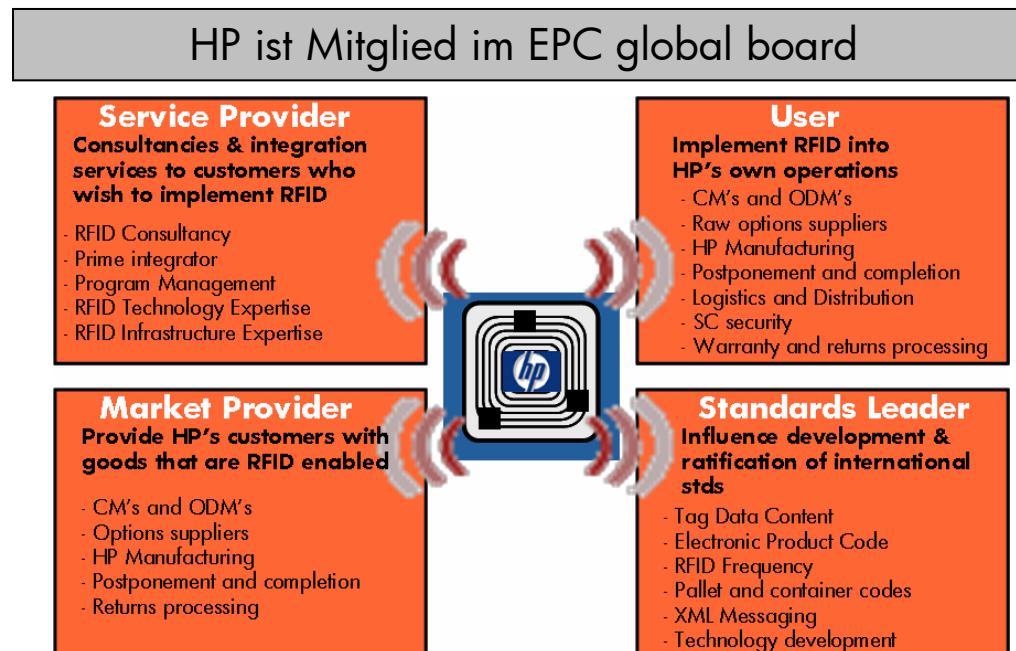 HP ist Mitglied im EPC global board
Service Provider
Consultancies & integration
services to customers who
wish to implement RFID
- RFID Consultancy
- Prime integrator
- Program Management
- RFID Technology Expertise
- RFID Infrastructure Expertise
User
Implement RFID into
HP's own operations
- CM's and ODM's
- Raw options suppliers
- HP Manufacturing
- Postponement and completion
- Logistics and Distribution
- SC security
- Warranty and returns processing
hp
Market Provider
Provide HP's customers with
goods that are RFID enabled
- CM's and ODM's
- Options suppliers
- HP Manufacturing
- Postponement and completion
- Returns processing
Standards Leader
Influence development &
ratification of international
stds
- Tag Data Content
- Electronic Product Code
- RFID Frequency
- Pallet and container codes
- XML Messaging
- Technology development